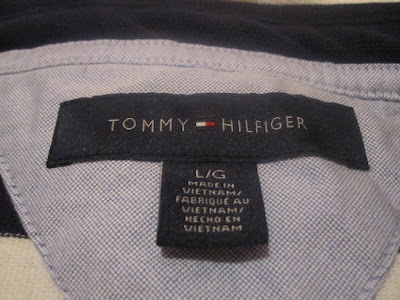 TOMMY HILFIGER
L/G
MADE IN
VIETNAM/
FABRIQUÉ AU
VIETNAM/
HECHO EN
VIETNAM